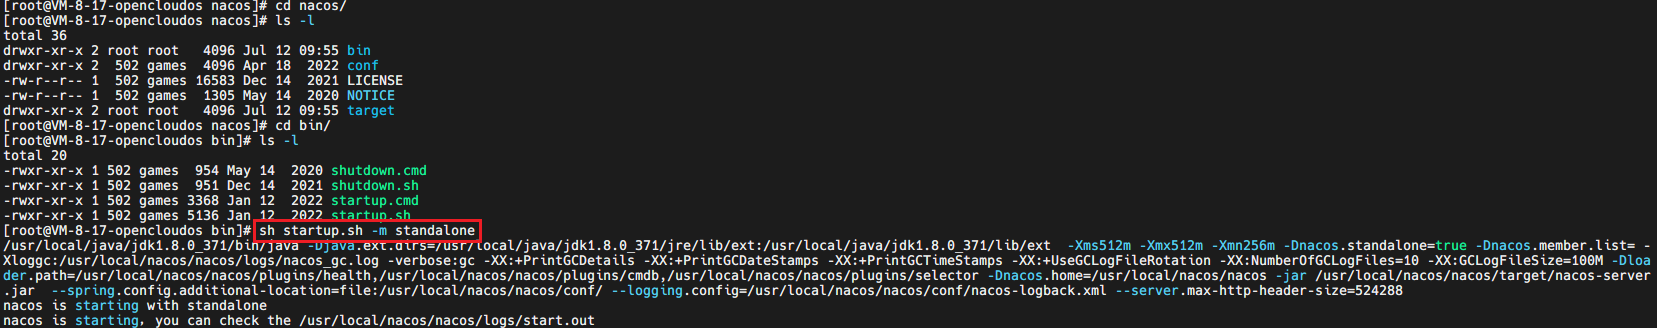 [root@VM-8-17-opencloudos nacos]# cd nacos/
[root@VM-8-17-opencloudos nacos]# ls -l
total 36
drwxr-xr-x 2 root root   4096 Jul 12 09:55 bin
drwxr-xr-x 2  502 games  4096 Apr 18  2022 conf
-rw-r--r-- 1  502 games 16583 Dec 14  2021 LICENSE
-rw-r--r-- 1  502 games  1305 May 14  2020 NOTICE
drwxr-xr-x 2 root root   4096 Jul 12 09:55 target
[root@VM-8-17-opencloudos nacos]# cd bin/
[root@VM-8-17-opencloudos bin]# ls -l
total 20
-rwxr-xr-x 1 502 games  954 May 14  2020 shutdown.cmd
-rwxr-xr-x 1 502 games  951 Dec 14  2021 shutdown.sh
-rwxr-xr-x 1 502 games 3368 Jan 12  2022 startup.cmd
-rwxr-xr-x 1 502 games 5136 Jan 12  2022 startup.sh
[root@VM-8-17-opencloudos bin]# sh startup.sh -m standalone
/usr/local/java/jdk1.8.0_371/bin/java -Djava.ext.dirs=/usr/local/java/jdk1.8.0_371/jre/lib/ext:/usr/local/java/jdk1.8.0_371/lib/ext  -Xms512m -Xmx512m -Xmn256m -Dnacos.standalone=true -Dnacos.member.list= -
Xloggc:/usr/local/nacos/nacos/logs/nacos_gc.log -verbose:gc -XX:+PrintGCDetails -XX:+PrintGCDateStamps -XX:+PrintGCTimeStamps -XX:+UseGCLogFileRotation -XX:NumberOfGCLogFiles=10 -XX:GCLogFileSize=100M -Dloa
der.path=/usr/local/nacos/nacos/plugins/health,/usr/local/nacos/nacos/plugins/cmdb,/usr/local/nacos/nacos/plugins/selector -Dnacos.home=/usr/local/nacos/nacos -jar /usr/local/nacos/nacos/target/nacos-server
.jar  --spring.config.additional-location=file:/usr/local/nacos/nacos/conf/ --logging.config=/usr/local/nacos/nacos/conf/nacos-logback.xml --server.max-http-header-size=524288
nacos is starting with standalone
nacos is starting, you can check the /usr/local/nacos/nacos/logs/start.out